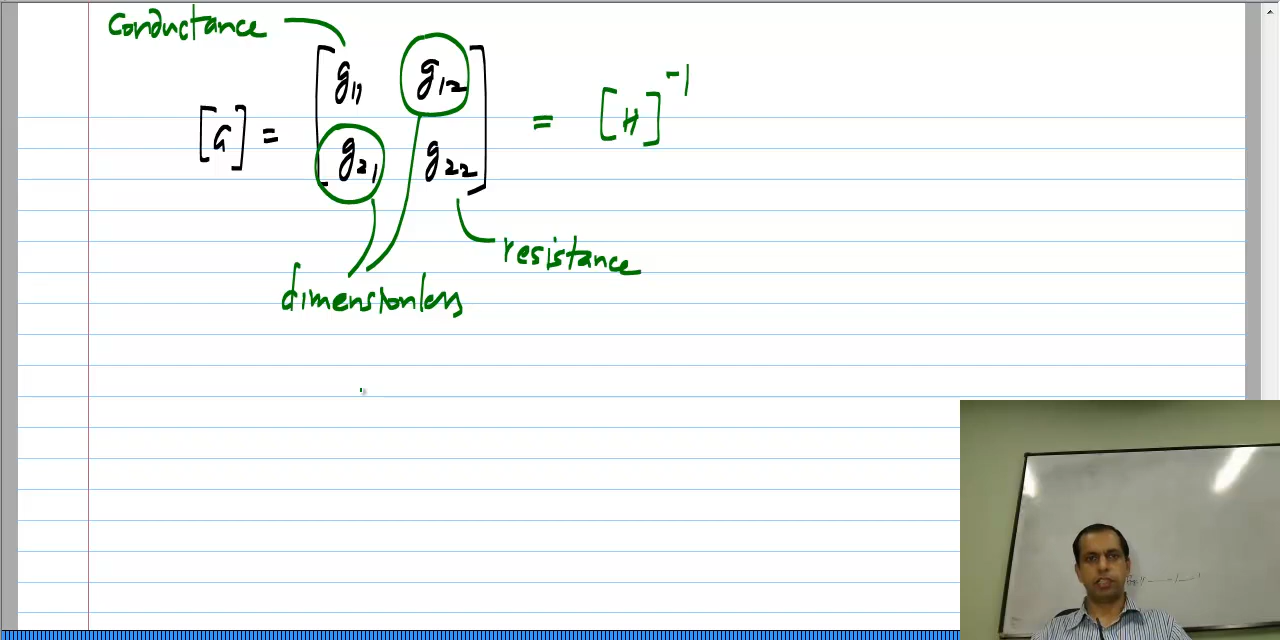 conductance
[G] = [g11 g12
g21 g22] = [H]^-1
resistance
dimensionless